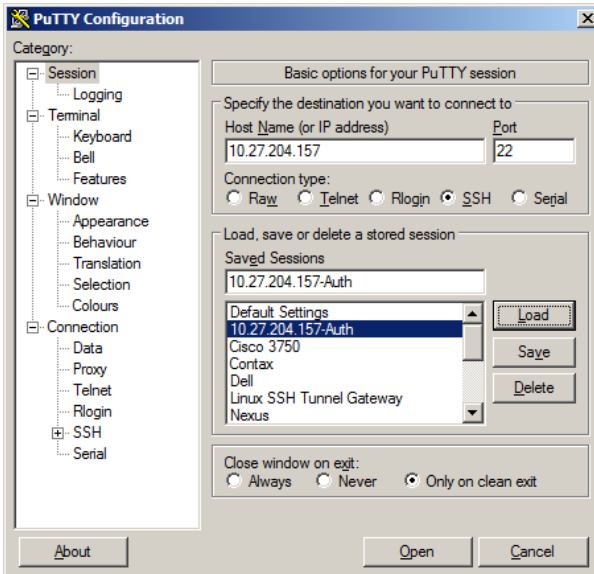 PuTTY Configuration
Category:
Session
Logging
Terminal
Keyboard
Bell
Features
Window
Appearance
Behaviour
Translation
Selection
Colours
Connection
Data
Proxy
Telnet
Rlogin
SSH
Serial
Basic options for your PuTTY session
Specify the destination you want to connect to
Host Name (or IP address) Port
10.27.204.157 22
Connection type:
Raw Telnet Rlogin SSH Serial
Load, save or delete a stored session
Saved Sessions
10.27.204.157-Auth
Default Settings
10.27.204.157-Auth
Cisco 3750
Contax
Dell
Linux SSH Tunnel Gateway
Nexus
Load
Save
Delete
Close window on exit:
Always Never Only on clean exit
About Open Cancel